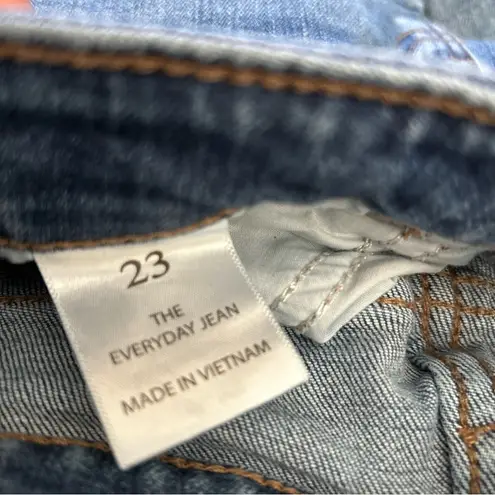 23
THE
EVERYDAY JEAN
MADE IN VIETNAM